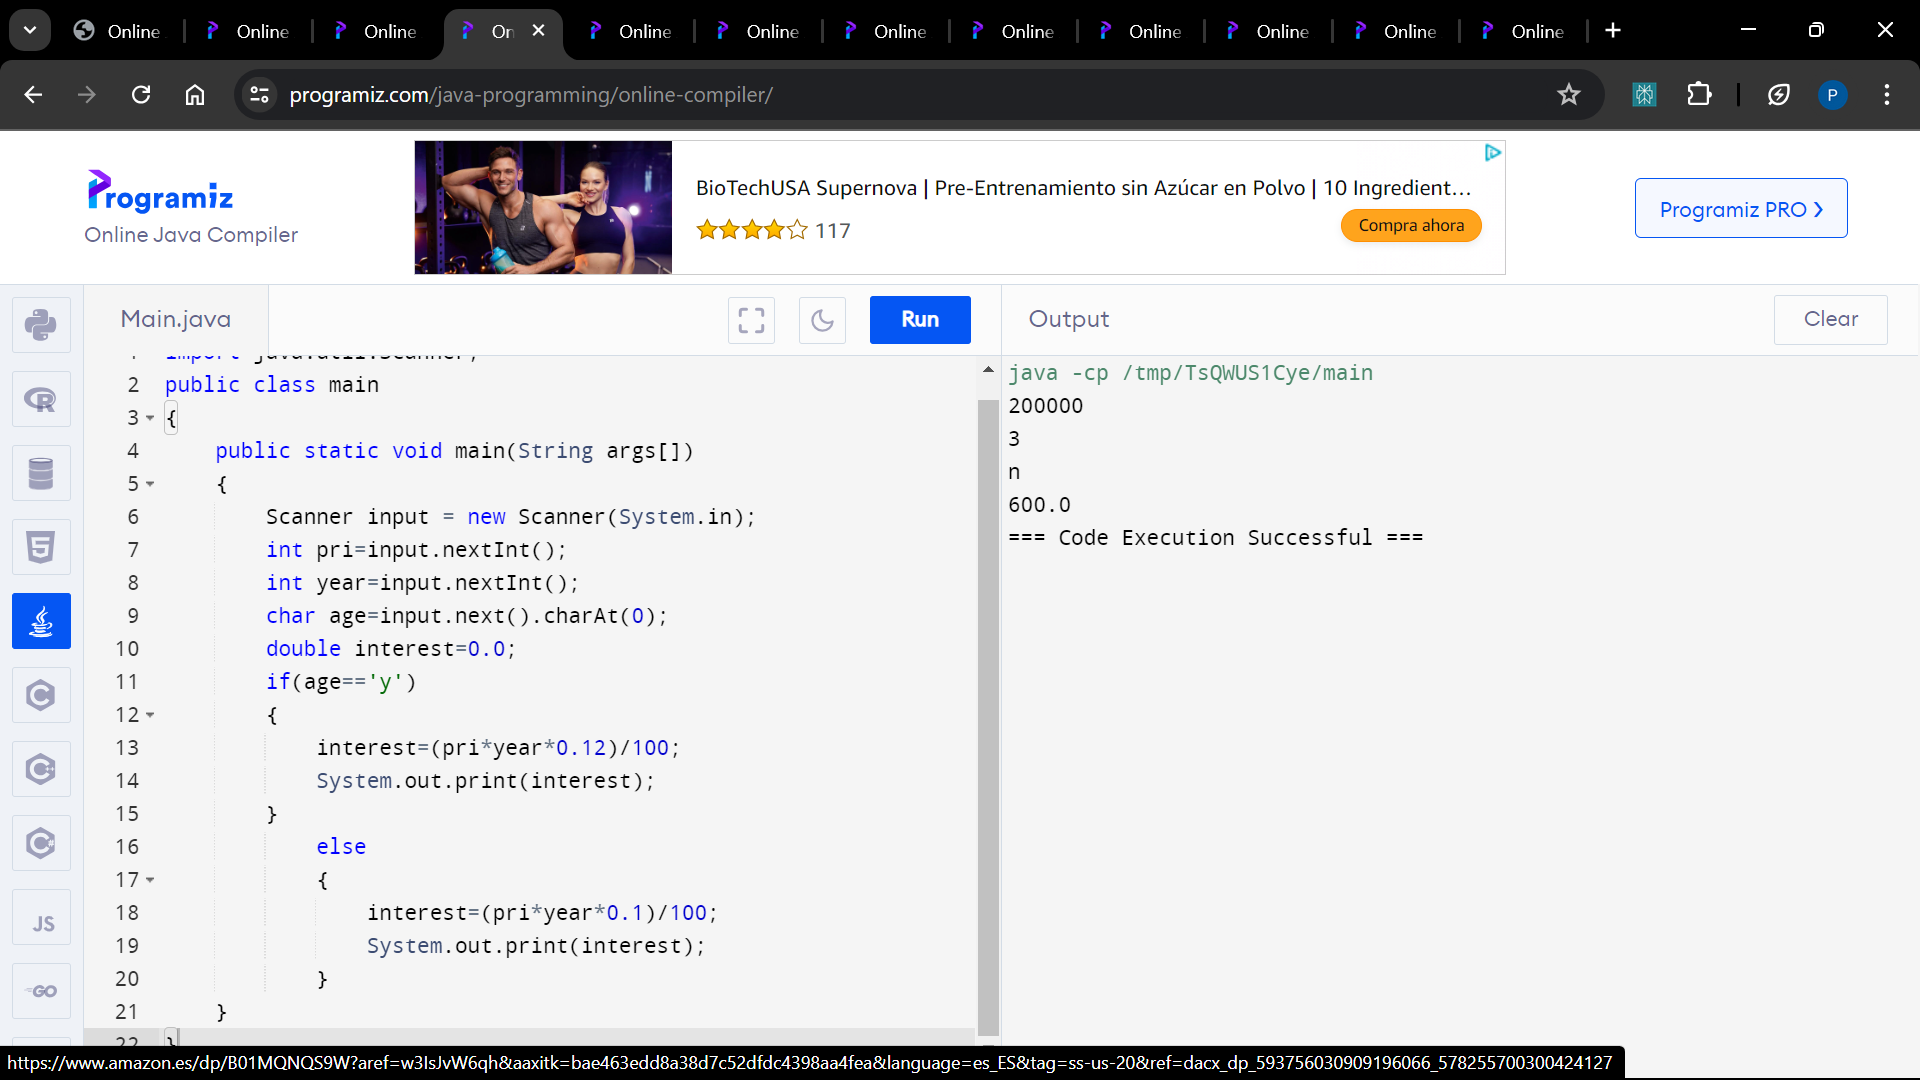 Online Online Online On Online Online Online Online Online Online Online Online
programiz.com/java-programming/online-compiler/
P
Programiz
Online Java Compiler
BioTechUSA Supernova | Pre-Entrenamiento sin Azúcar en Polvo | 10 Ingredient...
117
Compra ahora
Programiz PRO
Main.java
Run
Output
Clear
1 import java.util.Scanner;
2 public class main
3 {
4 public static void main(String args[])
5 {
6 Scanner input = new Scanner(System.in);
7 int pri=input.nextInt();
8 int year=input.nextInt();
9 char age=input.next().charAt(0);
10 double interest=0.0;
11 if(age=='y')
12 {
13 interest=(pri*year*0.12)/100;
14 System.out.print(interest);
15 }
16 else
17 {
18 interest=(pri*year*0.1)/100;
19 System.out.print(interest);
20 }
21 }
22 }
java -cp /tmp/TsQWUS1Cye/main
200000
3
n
600.0
=== Code Execution Successful ===
R
5
C
C++
C#
JS
GO
https://www.amazon.es/dp/B01MQNQS9W?aref=w3IsJvW6qh&aaxitk=bae463edd8a38d7c52dfdc4398aa4fea&language=es_ES&tag=ss-us-20&ref=dacx_dp_593756030909196066_578255700300424127